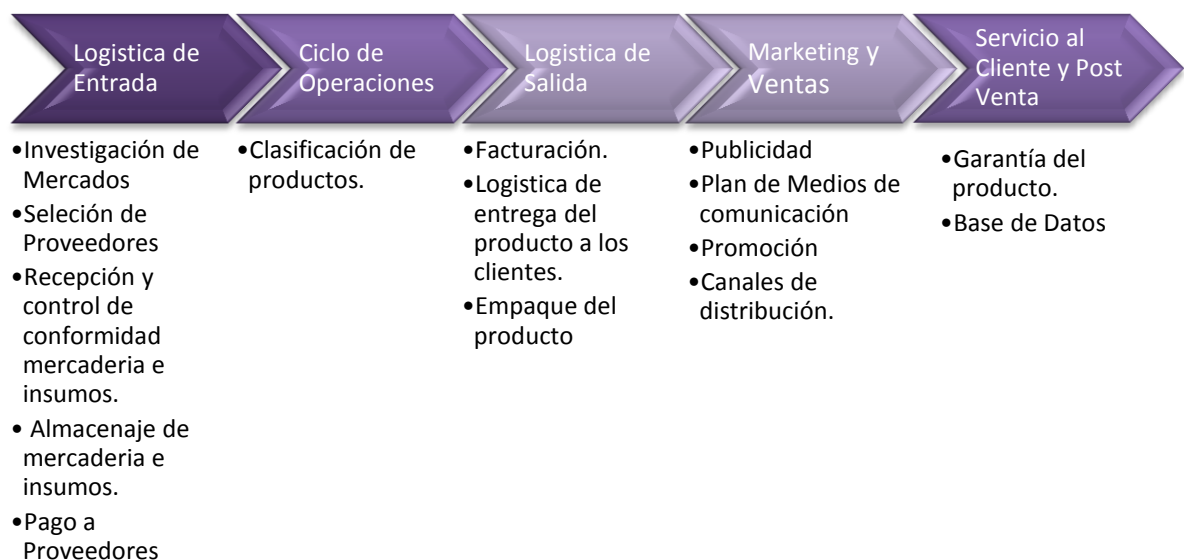 Logistica de
Entrada
•Investigación de
Mercados
•Seleción de
Proveedores
•Recepción y
control de
conformidad
mercaderia e
insumos.
• Almacenaje de
mercaderia e
insumos.
•Pago a
Proveedores
Ciclo de
Operaciones
•Clasificación de
productos.
Logistica de
Salida
•Facturación.
•Logistica de
entrega del
producto a los
clientes.
•Empaque del
producto
Marketing y
Ventas
•Publicidad
•Plan de Medios de
comunicación
•Promoción
•Canales de
distribución.
Servicio al
Cliente y Post
Venta
•Garantía del
producto.
•Base de Datos